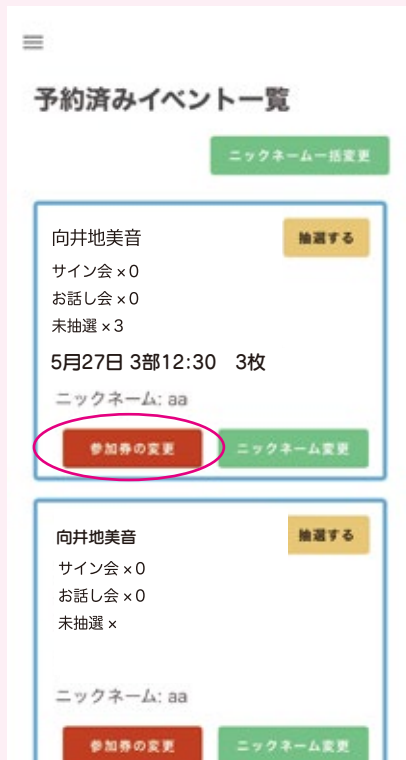 予約済みイベント一覧
ニックネーム一括変更
向井地美音
抽選する
サイン会×0
お話し会×0
未抽選×3
5月27日 3部12:30 3枚
ニックネーム: aa
参加券の変更
ニックネーム変更
向井地美音
抽選する
サイン会×0
お話し会×0
未抽選×
ニックネーム: aa
参加券の変更
ニックネーム変更